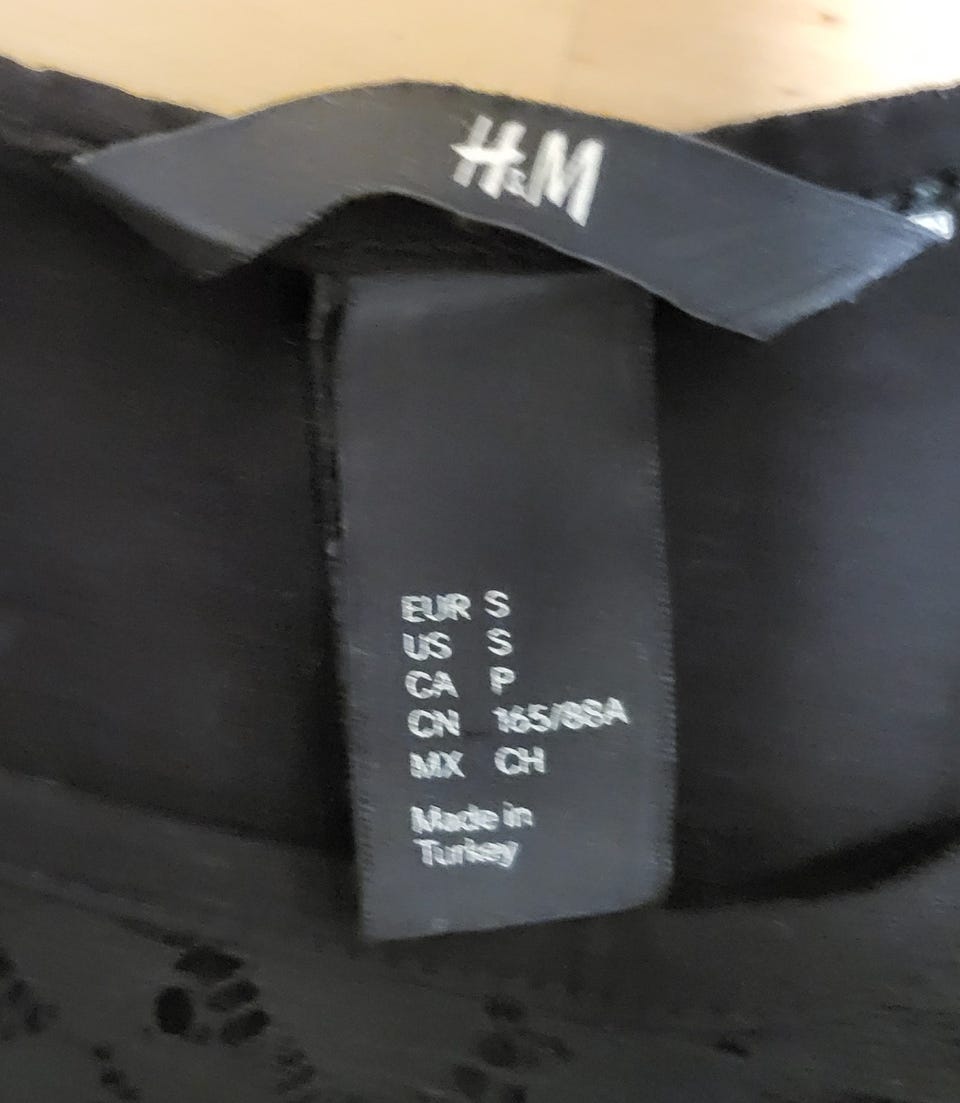 H&M
EUR S
US S
CA P
CN 165/88A
MX CH
Made in
Turkey